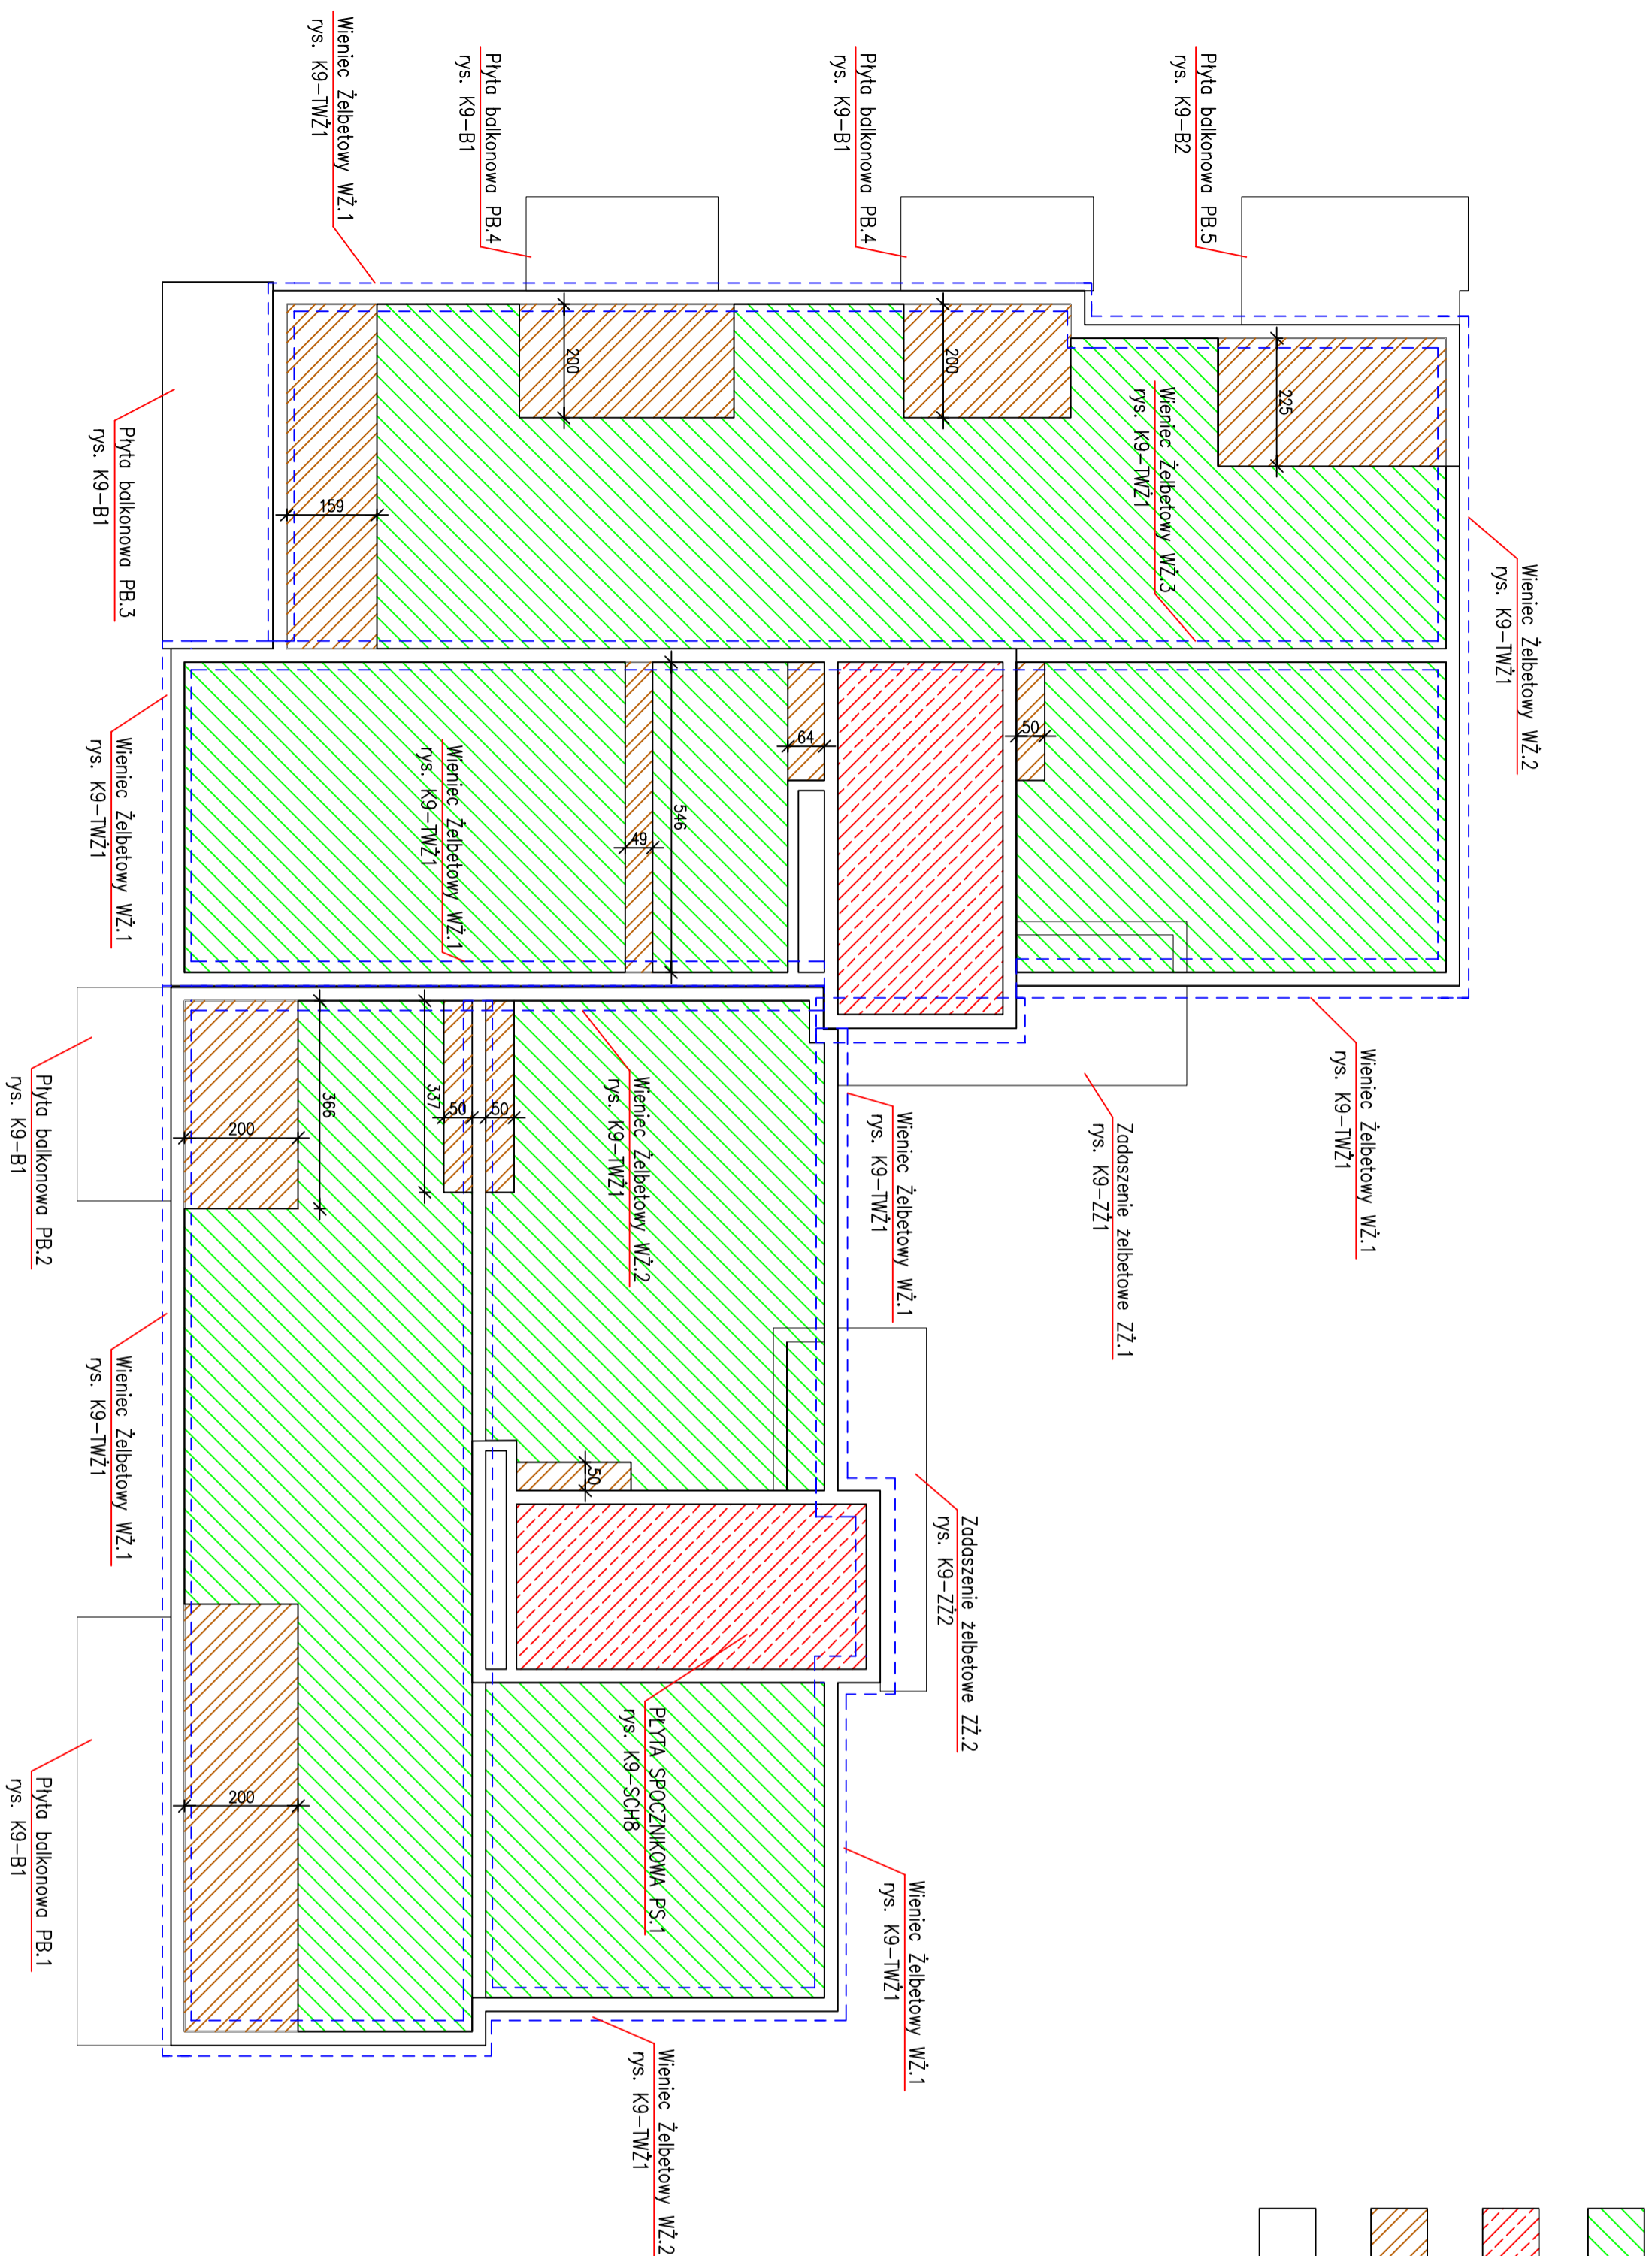 Wieniec Żelbetowy WŻ.1
rys. K9-TWŻ1
Płyta balkonowa PB.4
rys. K9-B1
Płyta balkonowa PB.4
rys. K9-B1
Płyta balkonowa PB.5
rys. K9-B2
200
200
225
Wieniec Żelbetowy WŻ.3
rys. K9-TWŻ1
159
Płyta balkonowa PB.3
rys. K9-B1
Wieniec Żelbetowy WŻ.2
rys. K9-TWŻ1
Wieniec Żelbetowy WŻ.1
rys. K9-TWŻ1
Wieniec Żelbetowy WŻ.1
rys. K9-TWŻ1
49
546
64
50
Wieniec Żelbetowy WŻ.1
rys. K9-TWŻ1
Zadaszenie żelbetowe ZŻ.1
rys. K9-ZŻ1
Wieniec Żelbetowy WŻ.1
rys. K9-TWŻ1
Wieniec Żelbetowy WŻ.2
rys. K9-TWŻ1
337
50
50
366
200
Płyta balkonowa PB.2
rys. K9-B1
Wieniec Żelbetowy WŻ.1
rys. K9-TWŻ1
50
Zadaszenie żelbetowe ZŻ.2
rys. K9-ZŻ2
PŁYTA SPOCZNIKOWA PS.1
rys. K9-SCH8
200
Płyta balkonowa PB.1
rys. K9-B1
Wieniec Żelbetowy WŻ.1
rys. K9-TWŻ1
Wieniec Żelbetowy WŻ.2
rys. K9-TWŻ1